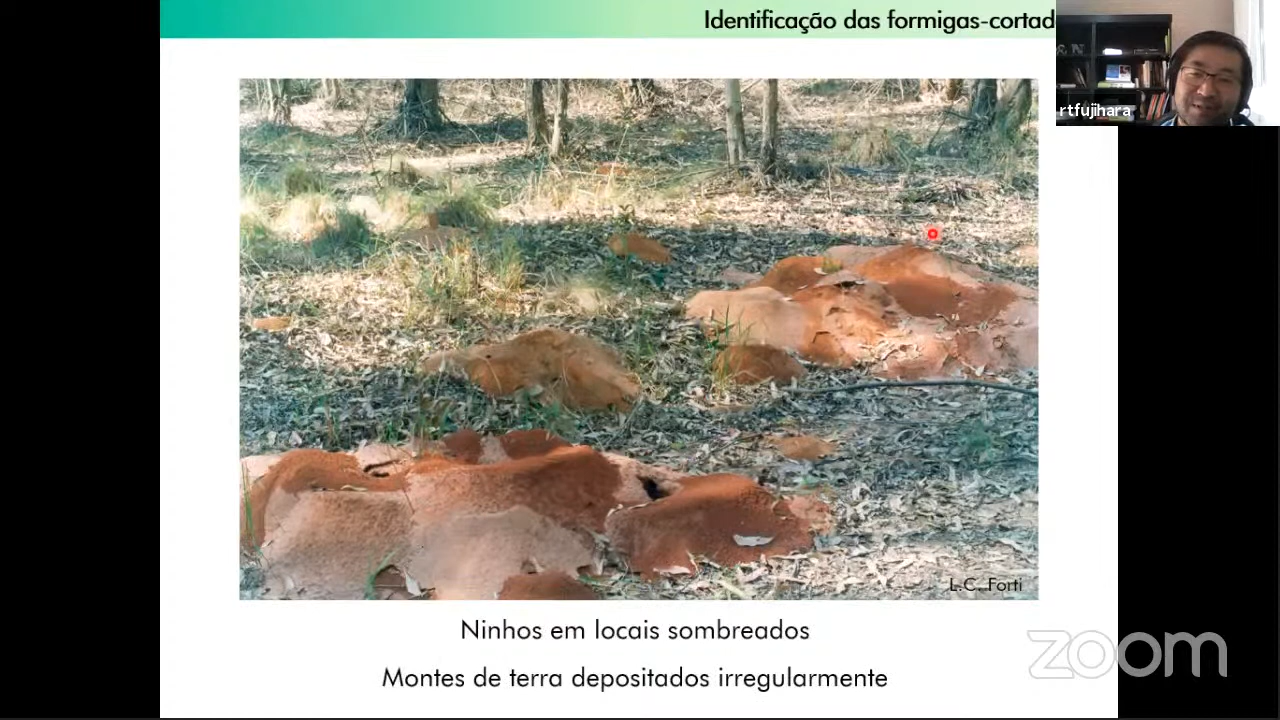 Identificação das formigas-cortad
rtfujihara
L.C. Forti
Ninhos em locais sombreados
Montes de terra depositados irregularmente
zoom